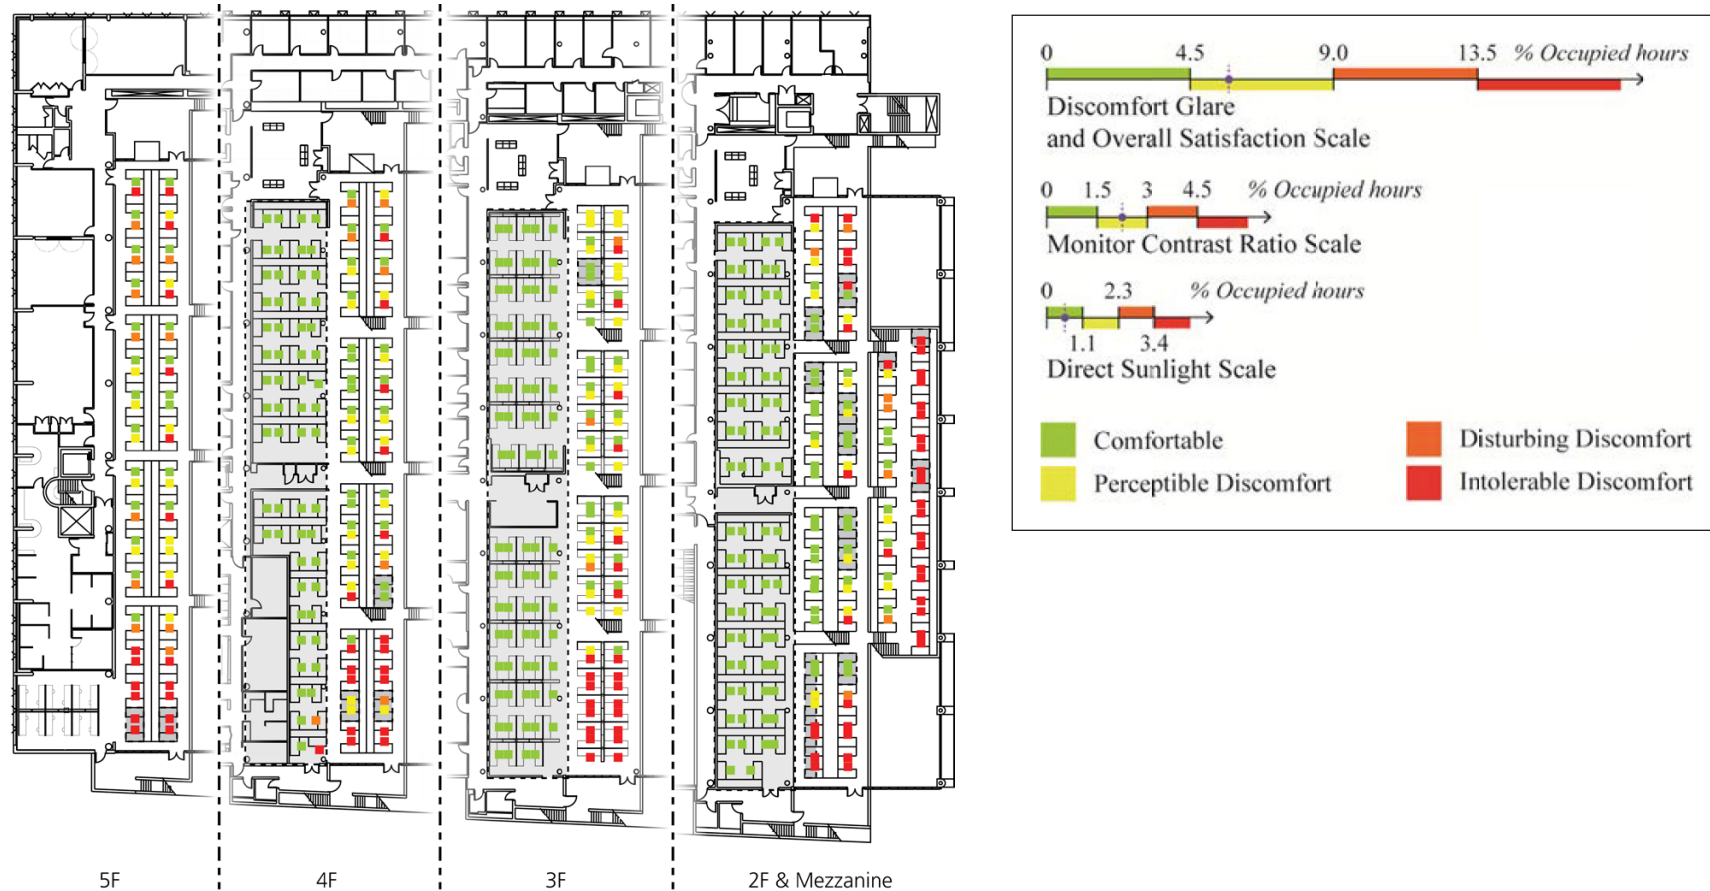 0 4.5 9.0 13.5 % Occupied hours
Discomfort Glare
and Overall Satisfaction Scale
0 1.5 3 4.5 % Occupied hours
Monitor Contrast Ratio Scale
0 2.3 % Occupied hours
1.1 3.4
Direct Sunlight Scale
Comfortable
Disturbing Discomfort
Perceptible Discomfort
Intolerable Discomfort
5F
4F
3F
2F & Mezzanine